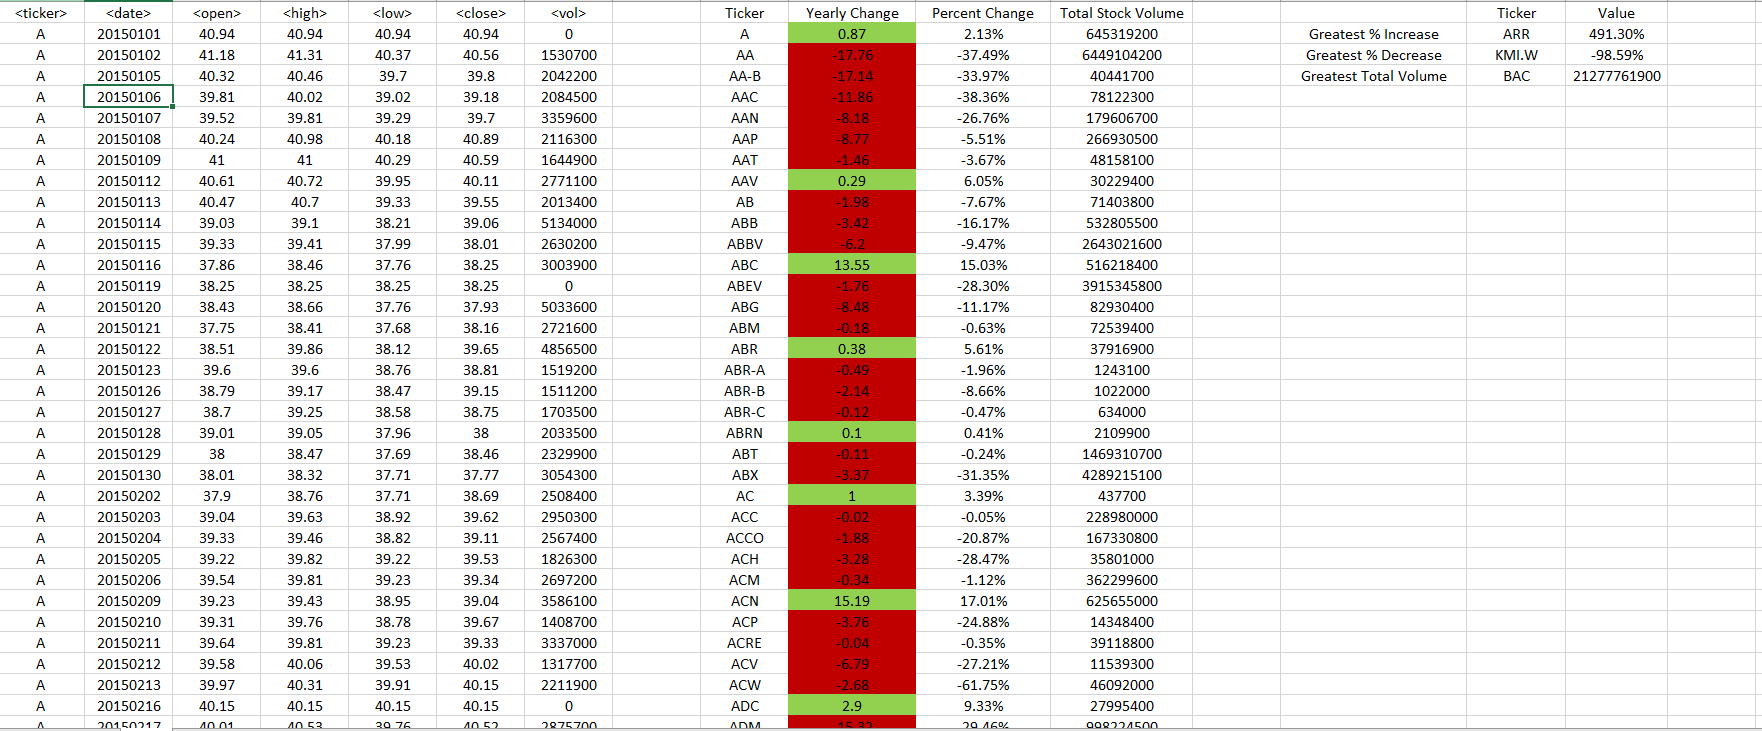 <ticker> <date> <open> <high> <low> <close> <vol> Ticker Yearly Change Percent Change Total Stock Volume Ticker Value
A 20150101 40.94 40.94 40.94 40.94 0 A 0.87 2.13% 645319200 Greatest % Increase ARR 491.30%
A 20150102 41.18 41.31 40.37 40.56 1530700 AA -17.76 -37.49% 6449104200 Greatest % Decrease KMI.W -98.59%
A 20150105 40.32 40.46 39.7 39.8 2042200 AA-B -17.14 -33.97% 40441700 Greatest Total Volume BAC 21277761900
A 20150106 39.81 40.02 39.02 39.18 2084500 AAC -11.86 -38.36% 78122300
A 20150107 39.52 39.81 39.29 39.7 3359600 AAN -8.18 -26.76% 179606700
A 20150108 40.24 40.98 40.18 40.89 2116300 AAP -8.77 -5.51% 266930500
A 20150109 41 41 40.29 40.59 1644900 AAT -1.46 -3.67% 48158100
A 20150112 40.61 40.72 39.95 40.11 2771100 AAV 0.29 6.05% 30229400
A 20150113 40.47 40.7 39.33 39.55 2013400 AB -1.98 -7.67% 71403800
A 20150114 39.03 39.1 38.21 39.06 5134000 ABB -3.42 -16.17% 532805500
A 20150115 39.33 39.41 37.99 38.01 2630200 ABBV -6.2 -9.47% 2643021600
A 20150116 37.86 38.46 37.76 38.25 3003900 ABC 13.55 15.03% 516218400
A 20150119 38.25 38.25 38.25 38.25 0 ABEV -1.76 -28.30% 3915345800
A 20150120 38.43 38.66 37.76 37.93 5033600 ABG -8.48 -11.17% 82930400
A 20150121 37.75 38.41 37.68 38.16 2721600 ABM -0.18 -0.63% 72539400
A 20150122 38.51 39.86 38.12 39.65 4856500 ABR 0.38 5.61% 37916900
A 20150123 39.6 39.6 38.76 38.81 1519200 ABR-A -0.49 -1.96% 1243100
A 20150126 38.79 39.17 38.47 39.15 1511200 ABR-B -2.14 -8.66% 1022000
A 20150127 38.7 39.25 38.58 38.75 1703500 ABR-C -0.12 -0.47% 634000
A 20150128 39.01 39.05 37.96 38 2033500 ABRN 0.1 0.41% 2109900
A 20150129 38 38.47 37.69 38.46 2329900 ABT -0.11 -0.24% 1469310700
A 20150130 38.01 38.32 37.71 37.77 3054300 ABX -3.37 -31.35% 4289215100
A 20150202 37.9 38.76 37.71 38.69 2508400 AC 1 3.39% 437700
A 20150203 39.04 39.63 38.92 39.62 2950300 ACC -0.02 -0.05% 228980000
A 20150204 39.33 39.46 38.82 39.11 2567400 ACCO -1.88 -20.87% 167330800
A 20150205 39.22 39.82 39.22 39.53 1826300 ACH -3.28 -28.47% 35801000
A 20150206 39.54 39.81 39.23 39.34 2697200 ACM -0.34 -1.12% 362299600
A 20150209 39.23 39.43 38.95 39.04 3586100 ACN 15.19 17.01% 625655000
A 20150210 39.31 39.76 38.78 39.67 1408700 ACP -3.76 -24.88% 14348400
A 20150211 39.64 39.81 39.23 39.33 3337000 ACRE -0.04 -0.35% 39118800
A 20150212 39.58 40.06 39.53 40.02 1317700 ACV -6.79 -27.21% 11539300
A 20150213 39.97 40.31 39.91 40.15 2211900 ACW -2.68 -61.75% 46092000
A 20150216 40.15 40.15 40.15 40.15 0 ADC 2.9 9.33% 27995400
A 20150217 40.01 40.53 39.76 40.52 2875700 ADM -15.32 -29.46% 998224500